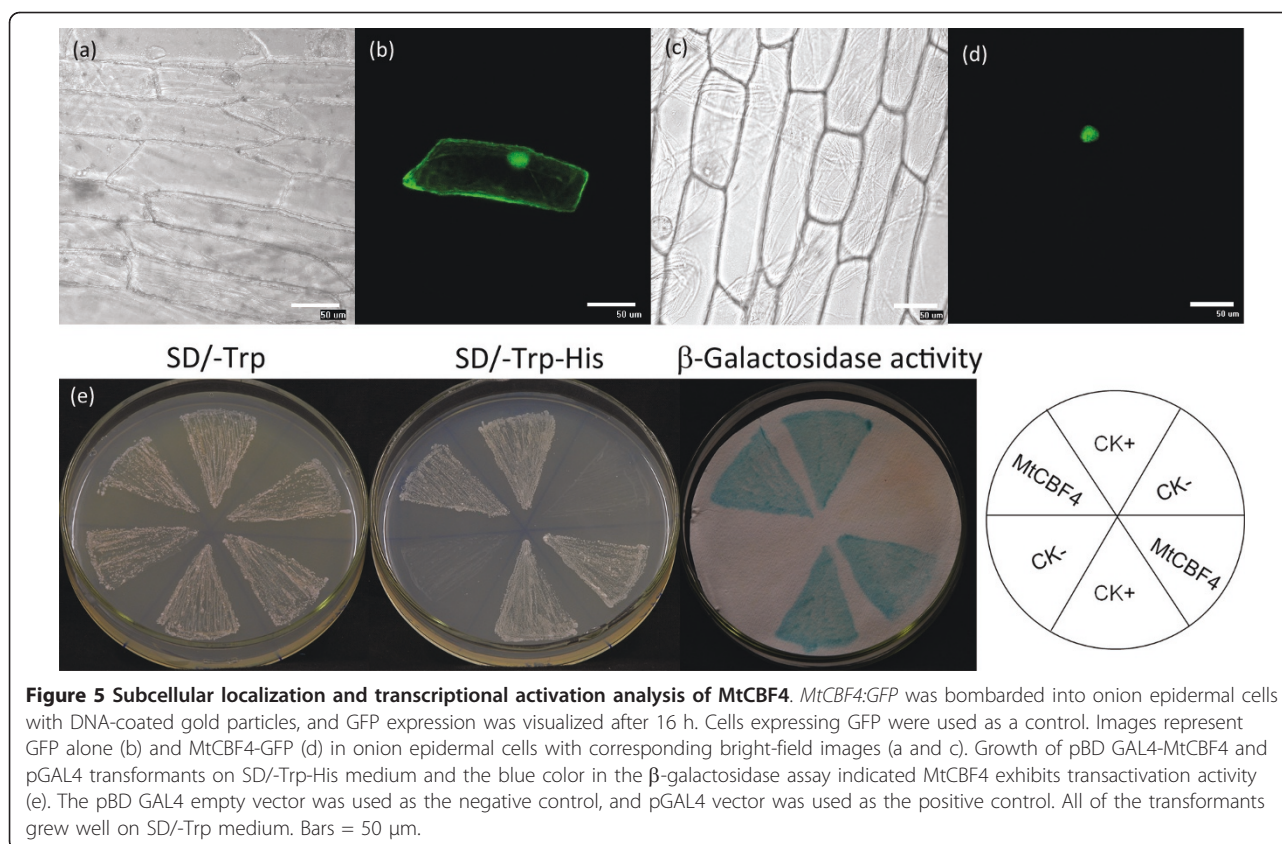 (a)
(b)
(c)
(d)
50 um
50 um
50 um
50 um
SD/-Trp
SD/-Trp-His
β-Galactosidase activity
(e)
CK+
MtCBF4
CK-
CK-
MtCBF4
CK+
Figure 5 Subcellular localization and transcriptional activation analysis of MtCBF4. MtCBF4:GFP was bombarded into onion epidermal cells
with DNA-coated gold particles, and GFP expression was visualized after 16 h. Cells expressing GFP were used as a control. Images represent
GFP alone (b) and MtCBF4-GFP (d) in onion epidermal cells with corresponding bright-field images (a and c). Growth of pBD GAL4-MtCBF4 and
pGAL4 transformants on SD/-Trp-His medium and the blue color in the β-galactosidase assay indicated MtCBF4 exhibits transactivation activity
(e). The pBD GAL4 empty vector was used as the negative control, and pGAL4 vector was used as the positive control. All of the transformants
grew well on SD/-Trp medium. Bars = 50 μm.